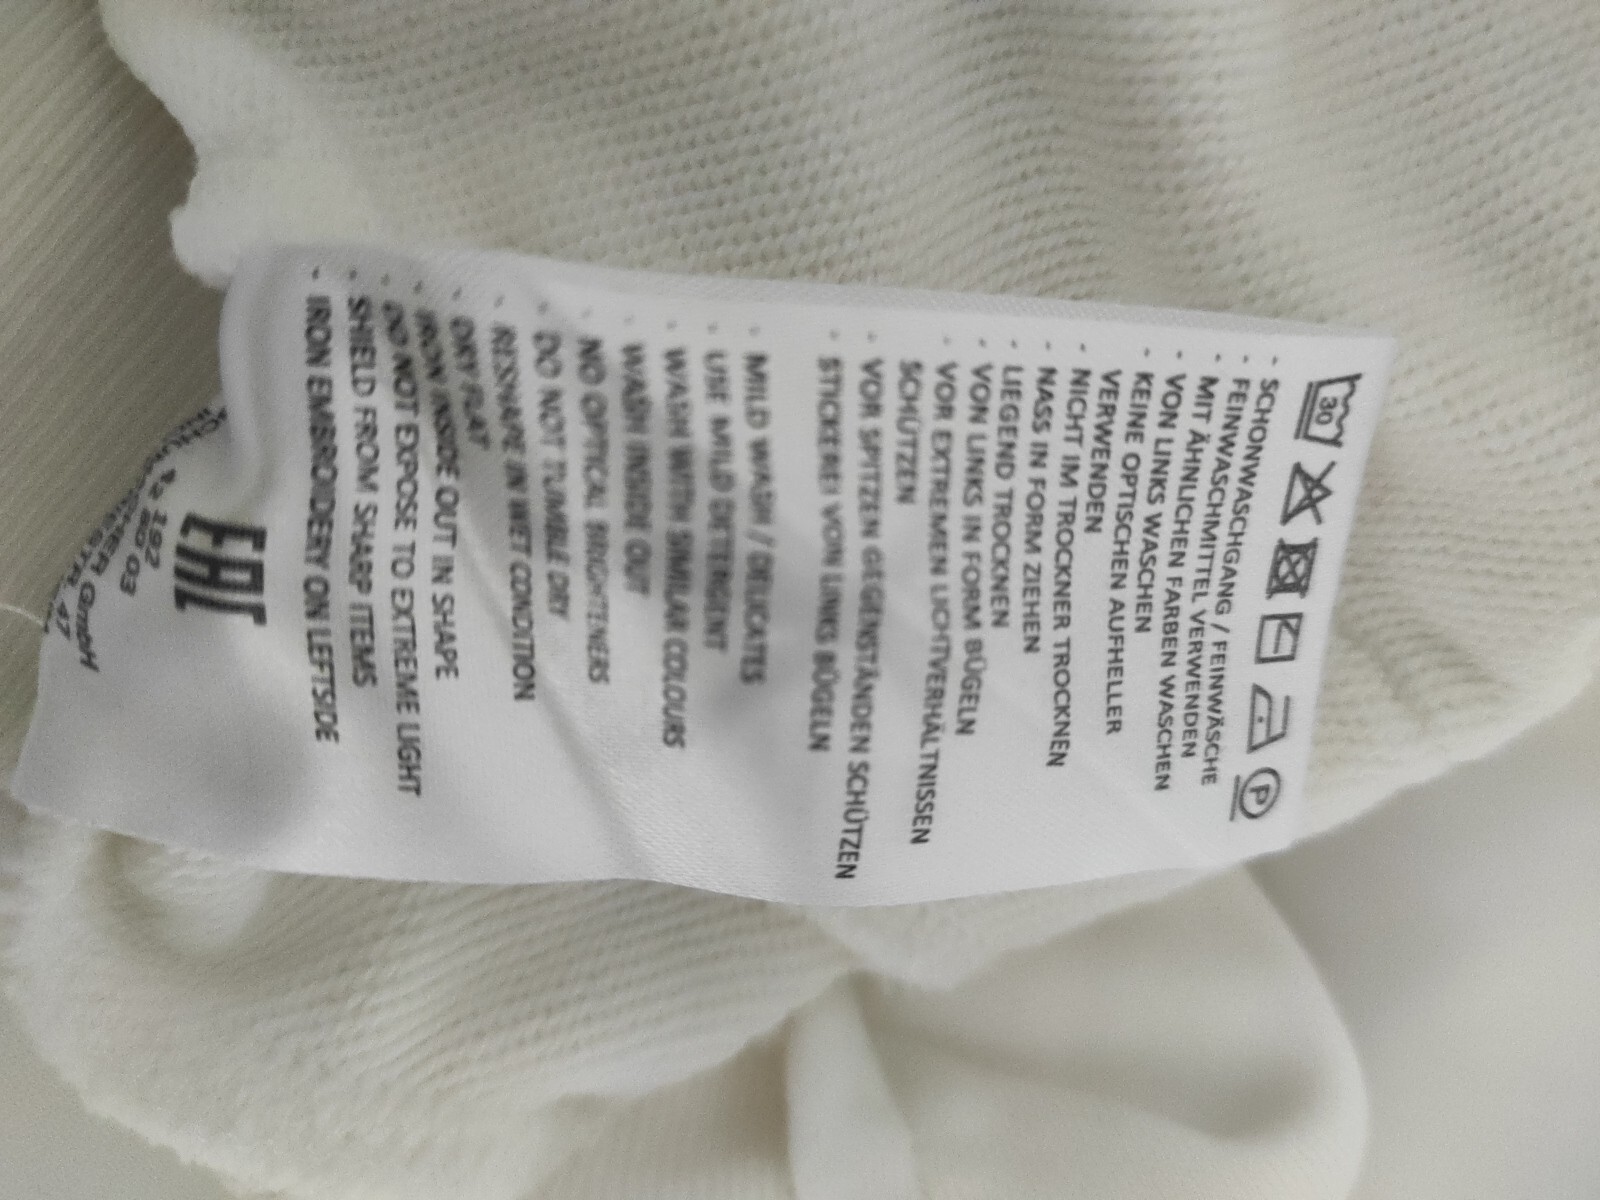 30
P
- SCHONWASCHGANG / FEINWÄSCHE
- FEINWASCHMITTEL VERWENDEN
- MIT ÄHNLICHEN FARBEN WASCHEN
- VON LINKS WASCHEN
- KEINE OPTISCHEN AUFHELLER
VERWENDEN
- NICHT IM TROCKNER TROCKNEN
- NASS IN FORM ZIEHEN
- LIEGEND TROCKNEN
- VON LINKS IN FORM BÜGELN
- VOR EXTREMEN LICHTVERHÄLTNISSEN
SCHÜTZEN
- VOR SPITZEN GEGENSTÄNDEN SCHÜTZEN
- STICKEREI VON LINKS BÜGELN
- MILD WASH / DELICATES
- USE MILD DETERGENT
- WASH WITH SIMILAR COLOURS
- WASH INSIDE OUT
- NO OPTICAL BRIGHTENERS
- DO NOT TUMBLE DRY
- RESHAPE IN WET CONDITION
- DRY FLAT
- IRON INSIDE OUT IN SHAPE
- DO NOT EXPOSE TO EXTREME LIGHT
- SHIELD FROM SHARP ITEMS
- IRON EMBROIDERY ON LEFTSIDE
EAC
192
03
GmbH
47